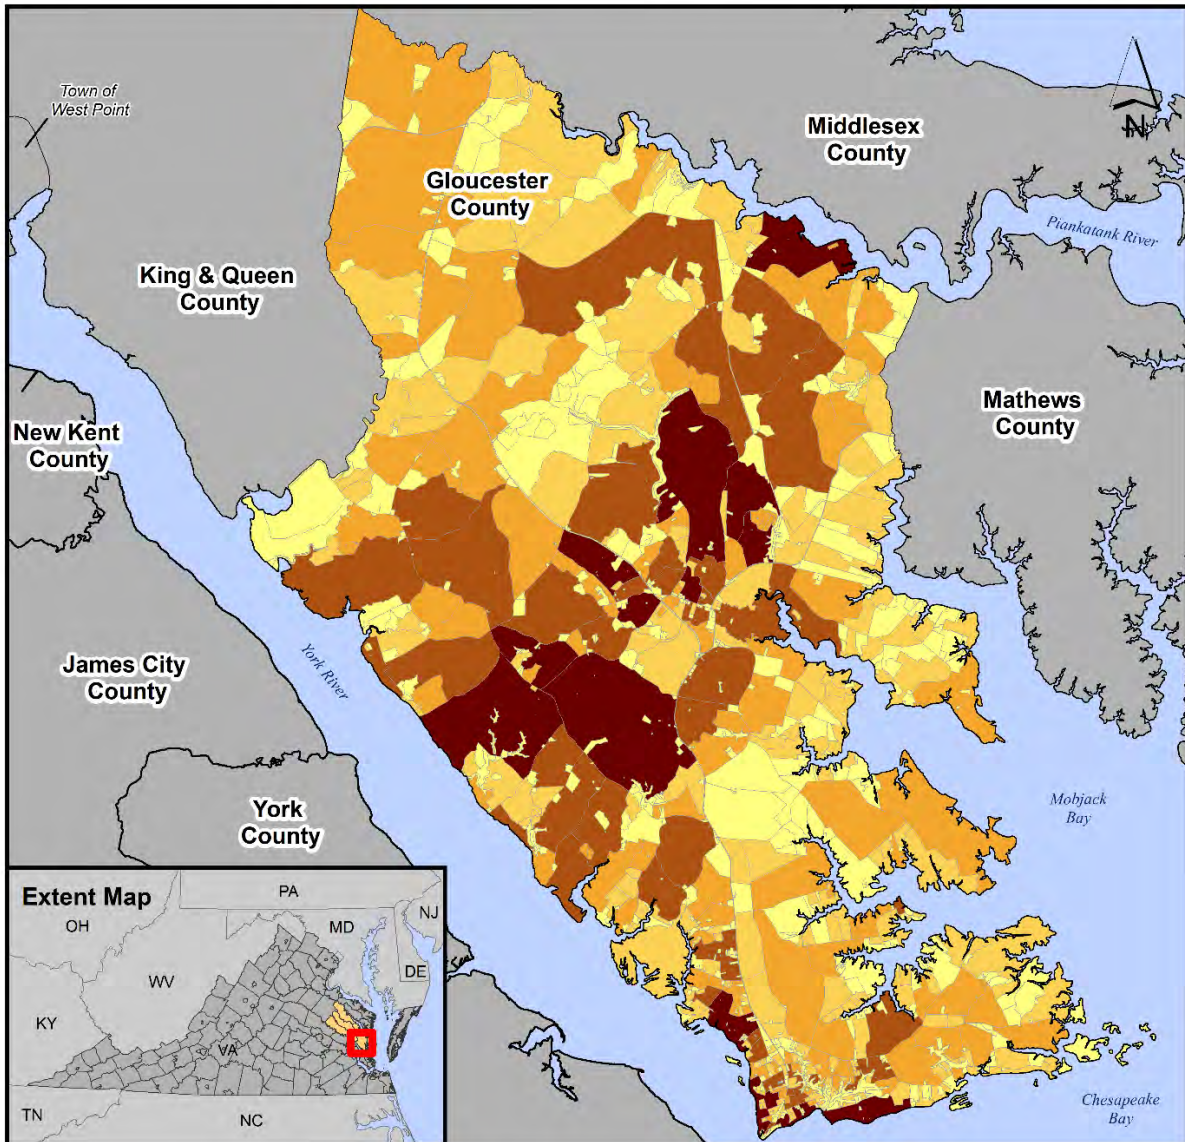 Town of
West Point
Middlesex
County
N
Gloucester
County
Piankatank River
King & Queen
County
Mathews
County
New Kent
County
James City
County
York River
Mobjack
Bay
York
County
Extent Map
PA
OH
MD
NJ
WV
DE
KY
VA
TN
NC
Chesapeake
Bay